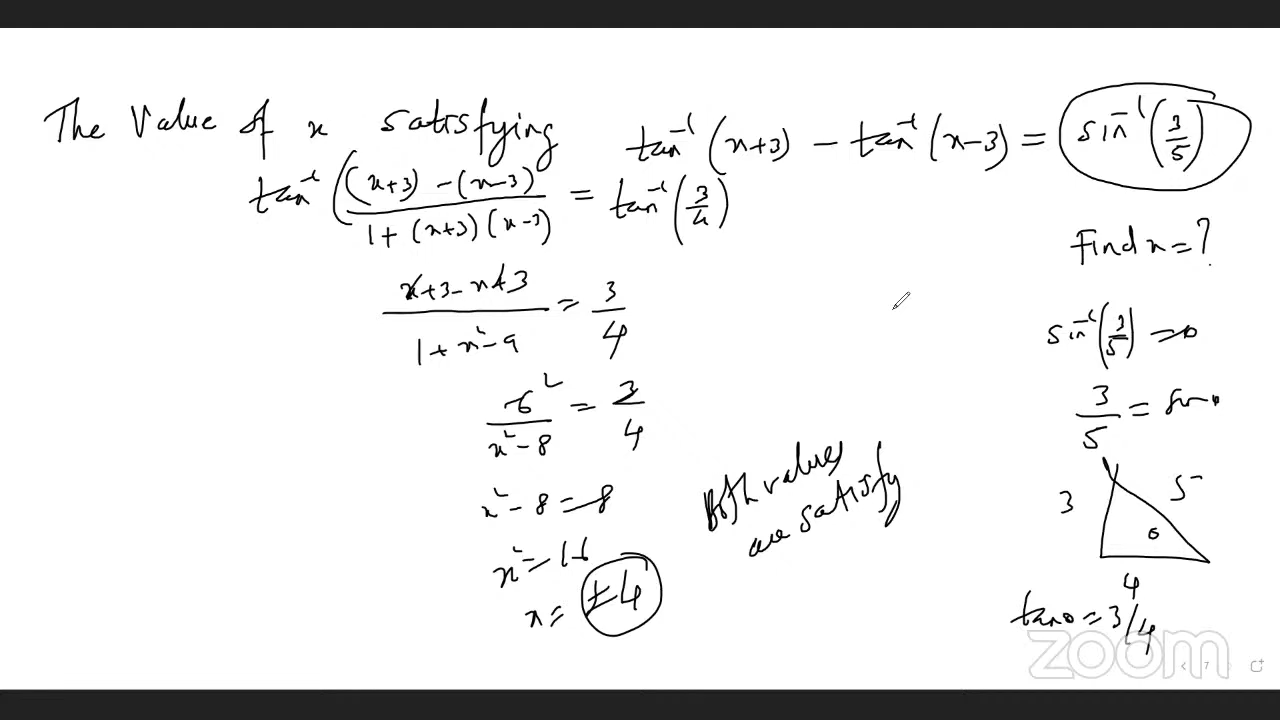 The Value of x satisfying tan⁻¹(x+3) − tan⁻¹(x−3) = sin⁻¹(3/5)
tan⁻¹(((x+3) − (x−3))/(1+(x+3)(x−3))) = tan⁻¹(3/4)
Find x = ?
(x+3−x+3)/(1+x²−9) = 3/4
sin⁻¹(3/5) = θ
6²/(x²−8) = 3/4
3/5 = sinθ
x²−8 = 8
Both values
are satisfy
3
5
θ
4
x² = 16
x = ±4
tanθ = 3/4
zoom
7